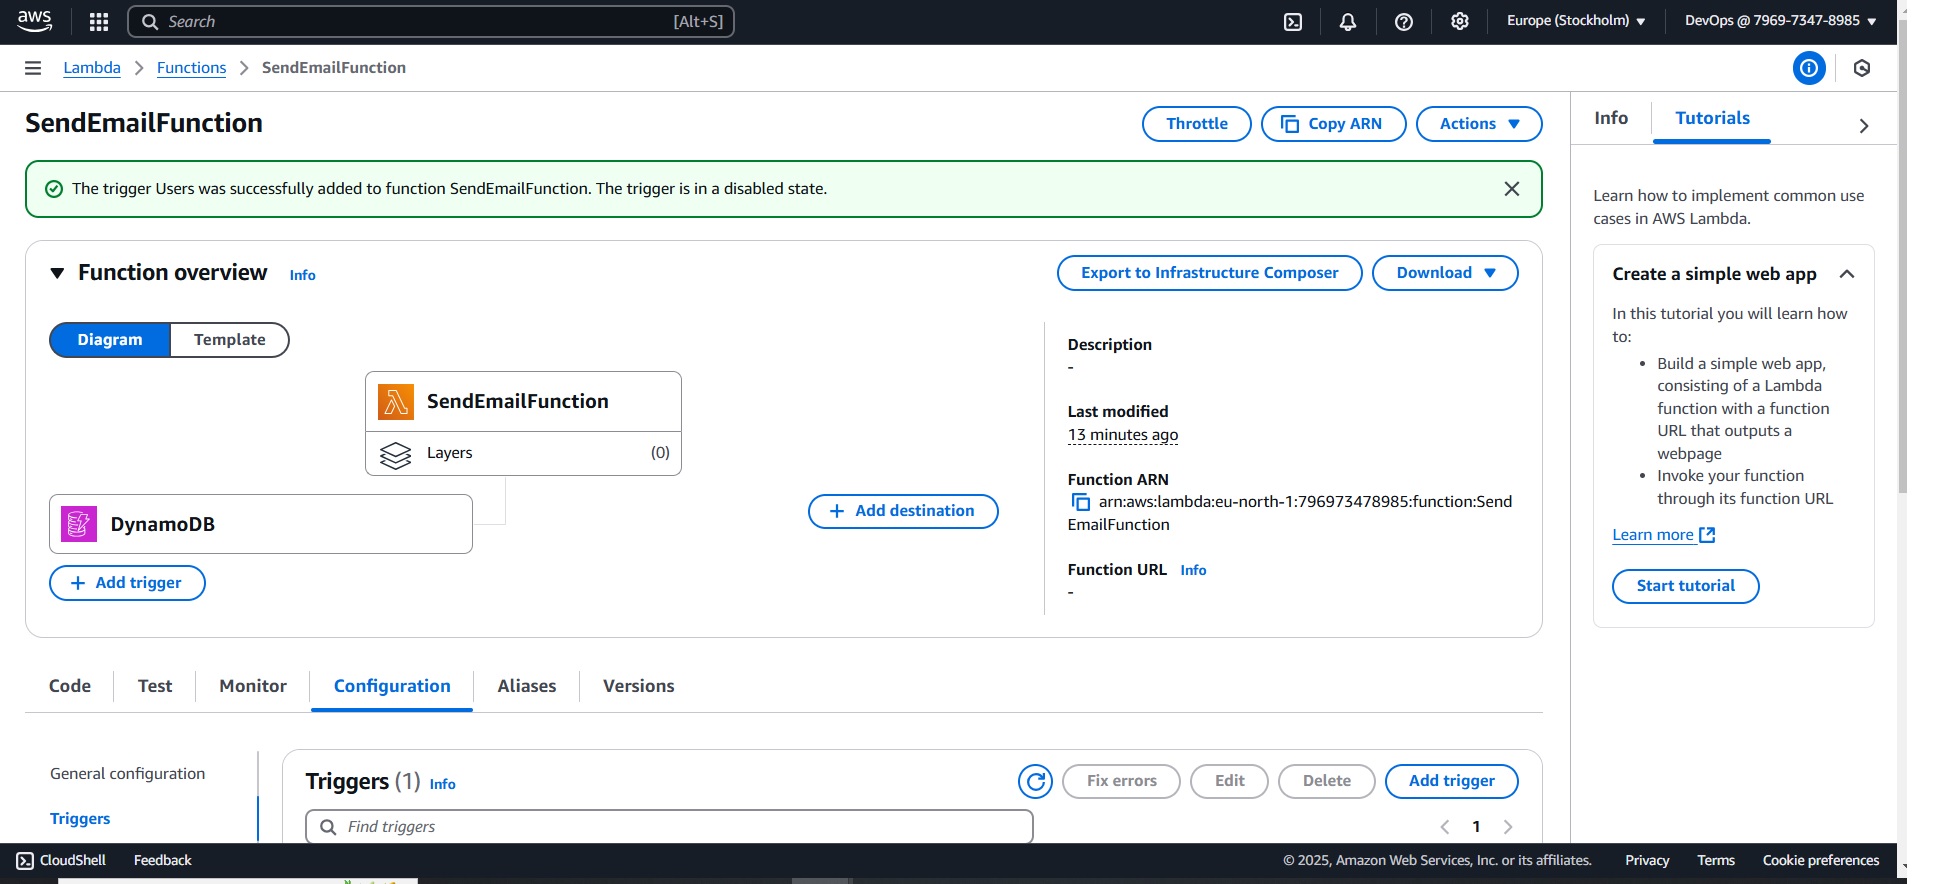 aws
Search
[Alt+S]
Europe (Stockholm)
DevOps @ 7969-7347-8985
Lambda
Functions
SendEmailFunction
SendEmailFunction
Throttle
Copy ARN
Actions
The trigger Users was successfully added to function SendEmailFunction. The trigger is in a disabled state.
Function overview
Info
Export to Infrastructure Composer
Download
Diagram
Template
SendEmailFunction
Layers
(0)
DynamoDB
Add trigger
Add destination
Description
-
Last modified
13 minutes ago
Function ARN
arn:aws:lambda:eu-north-1:796973478985:function:Send
EmailFunction
Function URL Info
-
Code
Test
Monitor
Configuration
Aliases
Versions
General configuration
Triggers
Triggers (1) Info
Fix errors
Edit
Delete
Add trigger
Find triggers
1
Info
Tutorials
Learn how to implement common use
cases in AWS Lambda.
Create a simple web app
In this tutorial you will learn how
to:
• Build a simple web app,
consisting of a Lambda
function with a function
URL that outputs a
webpage
• Invoke your function
through its function URL
Learn more
Start tutorial
CloudShell
Feedback
© 2025, Amazon Web Services, Inc. or its affiliates.
Privacy
Terms
Cookie preferences